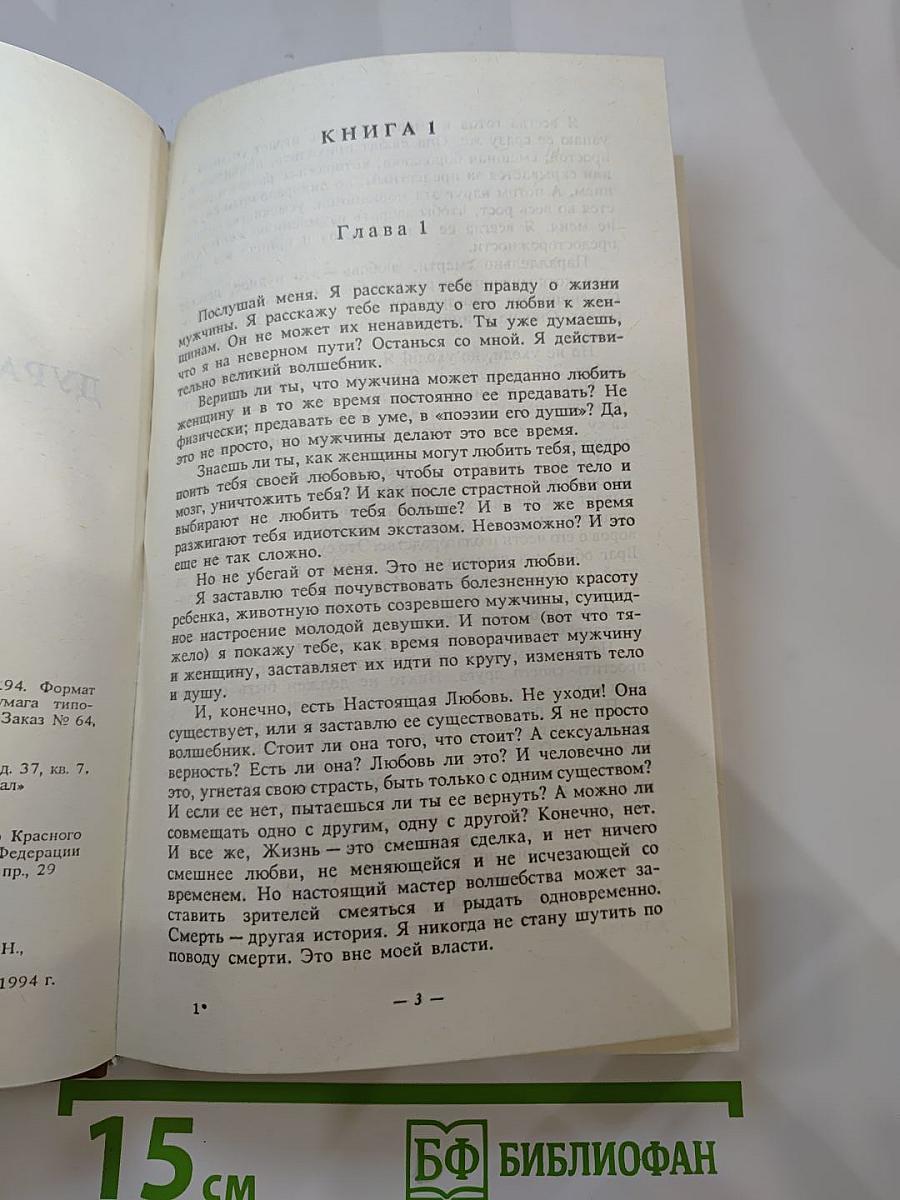 КНИГА 1
Глава 1
Послушай меня. Я расскажу тебе правду о жизни
мужчины. Я расскажу тебе правду о его любви к жен-
щинам. Он не может их ненавидеть. Ты уже думаешь,
что я на неверном пути? Останься со мной. Я действи-
тельно великий волшебник.
Веришь ли ты, что мужчина может преданно любить
женщину и в то же время постоянно ее предавать? Не
физически; предавать ее в уме, в «поэзии его души»? Да,
это не просто, но мужчины делают это все время.
Знаешь ли ты, как женщины могут любить тебя, щедро
поить тебя своей любовью, чтобы отравить твое тело и
мозг, уничтожить тебя? И как после страстной любви они
выбирают не любить тебя больше? И в то же время
разжигают тебя идиотским экстазом. Невозможно? И это
еще не так сложно.
Но не убегай от меня. Это не история любви.
Я заставлю тебя почувствовать болезненную красоту
ребенка, животную похоть созревшего мужчины, суицид-
ное настроение молодой девушки. И потом (вот что тя-
жело) я покажу тебе, как время поворачивает мужчину
и женщину, заставляет их идти по кругу, изменять тело
и душу.
И, конечно, есть Настоящая Любовь. Не уходи! Она
существует, или я заставлю ее существовать. Я не просто
волшебник. Стоит ли она того, что стоит? А сексуальная
верность? Есть ли она? Любовь ли это? И человечно ли
это, угнетая свою страсть, быть только с одним существом?
И если ее нет, пытаешься ли ты ее вернуть? А можно ли
совмещать одно с другим, одну с другой? Конечно, нет.
И все же, Жизнь — это смешная сделка, и нет ничего
смешнее любви, не меняющейся и не исчезающей со
временем. Но настоящий мастер волшебства может за-
ставить зрителей смеяться и рыдать одновременно.
Смерть — другая история. Я никогда не стану шутить по
поводу смерти. Это вне моей власти.
1*
— 3 —
94. Формат
типо-
Заказ № 64,
д. 37, кв. 7.
Красного
Федерации
пр., 29
Н.,
1994 г.
15 см
БФ БИБЛИОФАН